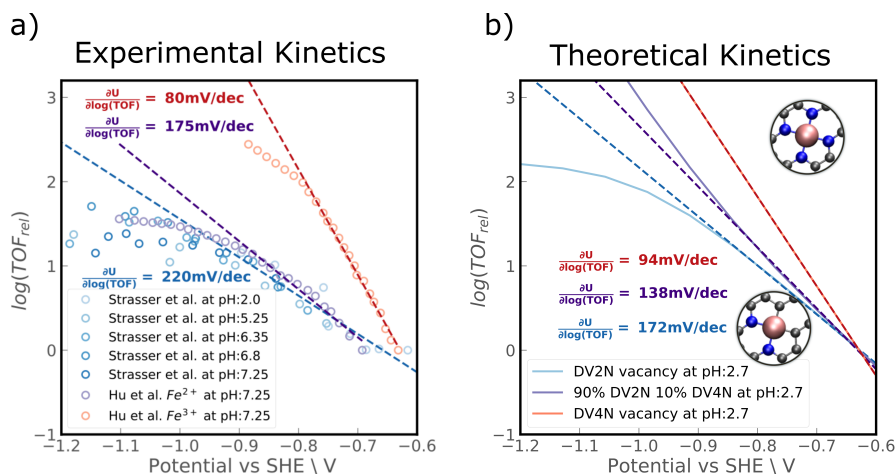 a)
Experimental Kinetics
∂U/∂log(TOF) = 80mV/dec
∂U/∂log(TOF) = 175mV/dec
∂U/∂log(TOF) = 220mV/dec
Strasser et al. at pH:2.0
Strasser et al. at pH:5.25
Strasser et al. at pH:6.35
Strasser et al. at pH:6.8
Strasser et al. at pH:7.25
Hu et al. Fe²⁺ at pH:7.25
Hu et al. Fe³⁺ at pH:7.25
log(TOF_rel)
3
2
1
0
−1
−1.2 −1.1 −1.0 −0.9 −0.8 −0.7 −0.6
Potential vs SHE \ V
b)
Theoretical Kinetics
∂U/∂log(TOF) = 94mV/dec
∂U/∂log(TOF) = 138mV/dec
∂U/∂log(TOF) = 172mV/dec
DV2N vacancy at pH:2.7
90% DV2N 10% DV4N at pH:2.7
DV4N vacancy at pH:2.7
log(TOF_rel)
3
2
1
0
−1
−1.2 −1.1 −1.0 −0.9 −0.8 −0.7 −0.6
Potential vs SHE \ V